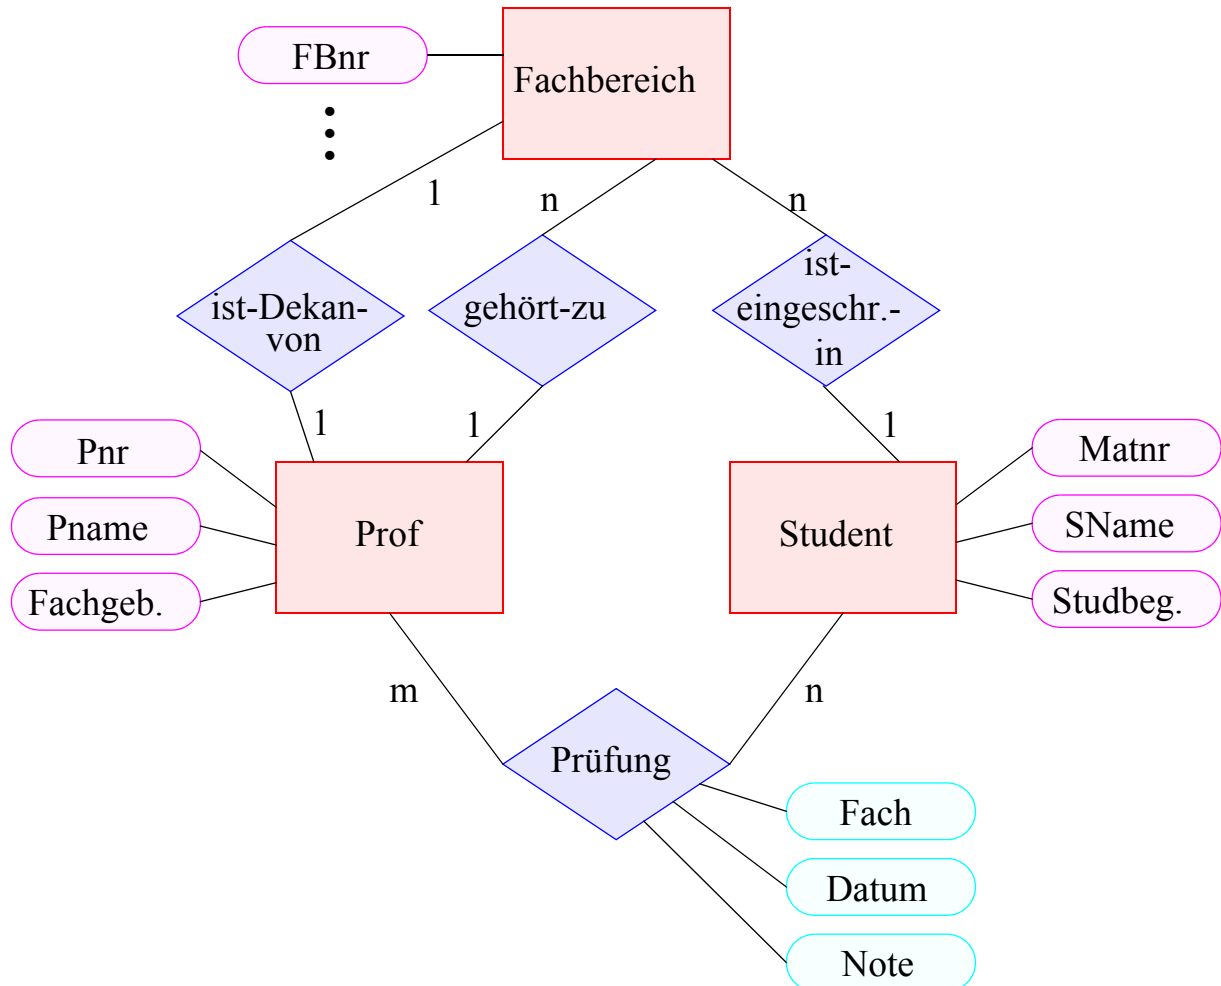 FBnr
Fachbereich
1
n
n
ist-Dekan-
von
gehört-zu
ist-
eingeschr.-
in
1
1
1
Pnr
Pname
Fachgeb.
Prof
Student
Matnr
SName
Studbeg.
m
n
Prüfung
Fach
Datum
Note